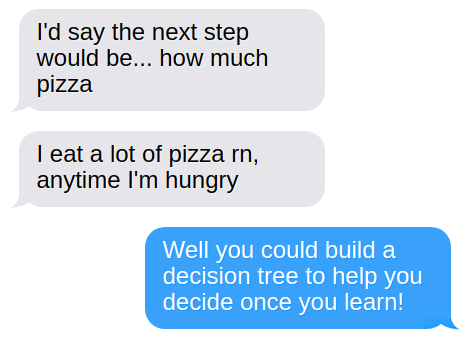 I'd say the next step
would be... how much
pizza
I eat a lot of pizza rn,
anytime I'm hungry
Well you could build a
decision tree to help you
decide once you learn!